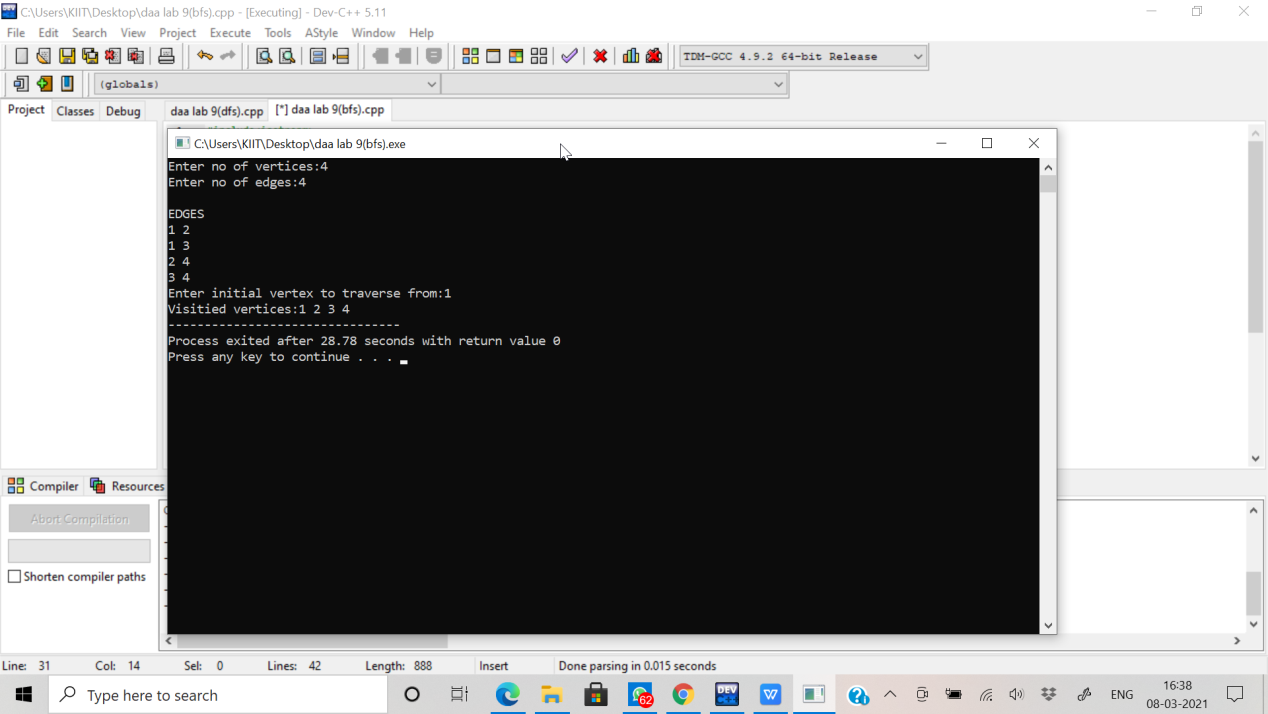 C:\Users\KIIT\Desktop\daa lab 9(bfs).cpp - [Executing] - Dev-C++ 5.11
File Edit Search View Project Execute Tools AStyle Window Help
TDM-GCC 4.9.2 64-bit Release
(globals)
Project Classes Debug daa lab 9(dfs).cpp [*] daa lab 9(bfs).cpp
C:\Users\KIIT\Desktop\daa lab 9(bfs).exe
Enter no of vertices:4
Enter no of edges:4
EDGES
1 2
1 3
2 4
3 4
Enter initial vertex to traverse from:1
Visitied vertices:1 2 3 4
--------------------------------
Process exited after 28.78 seconds with return value 0
Press any key to continue . . .
Compiler Resources
Abort Compilation
Shorten compiler paths
Line: 31 Col: 14 Sel: 0 Lines: 42 Length: 888 Insert Done parsing in 0.015 seconds
Type here to search
62
DEV
W
ENG
16:38
08-03-2021